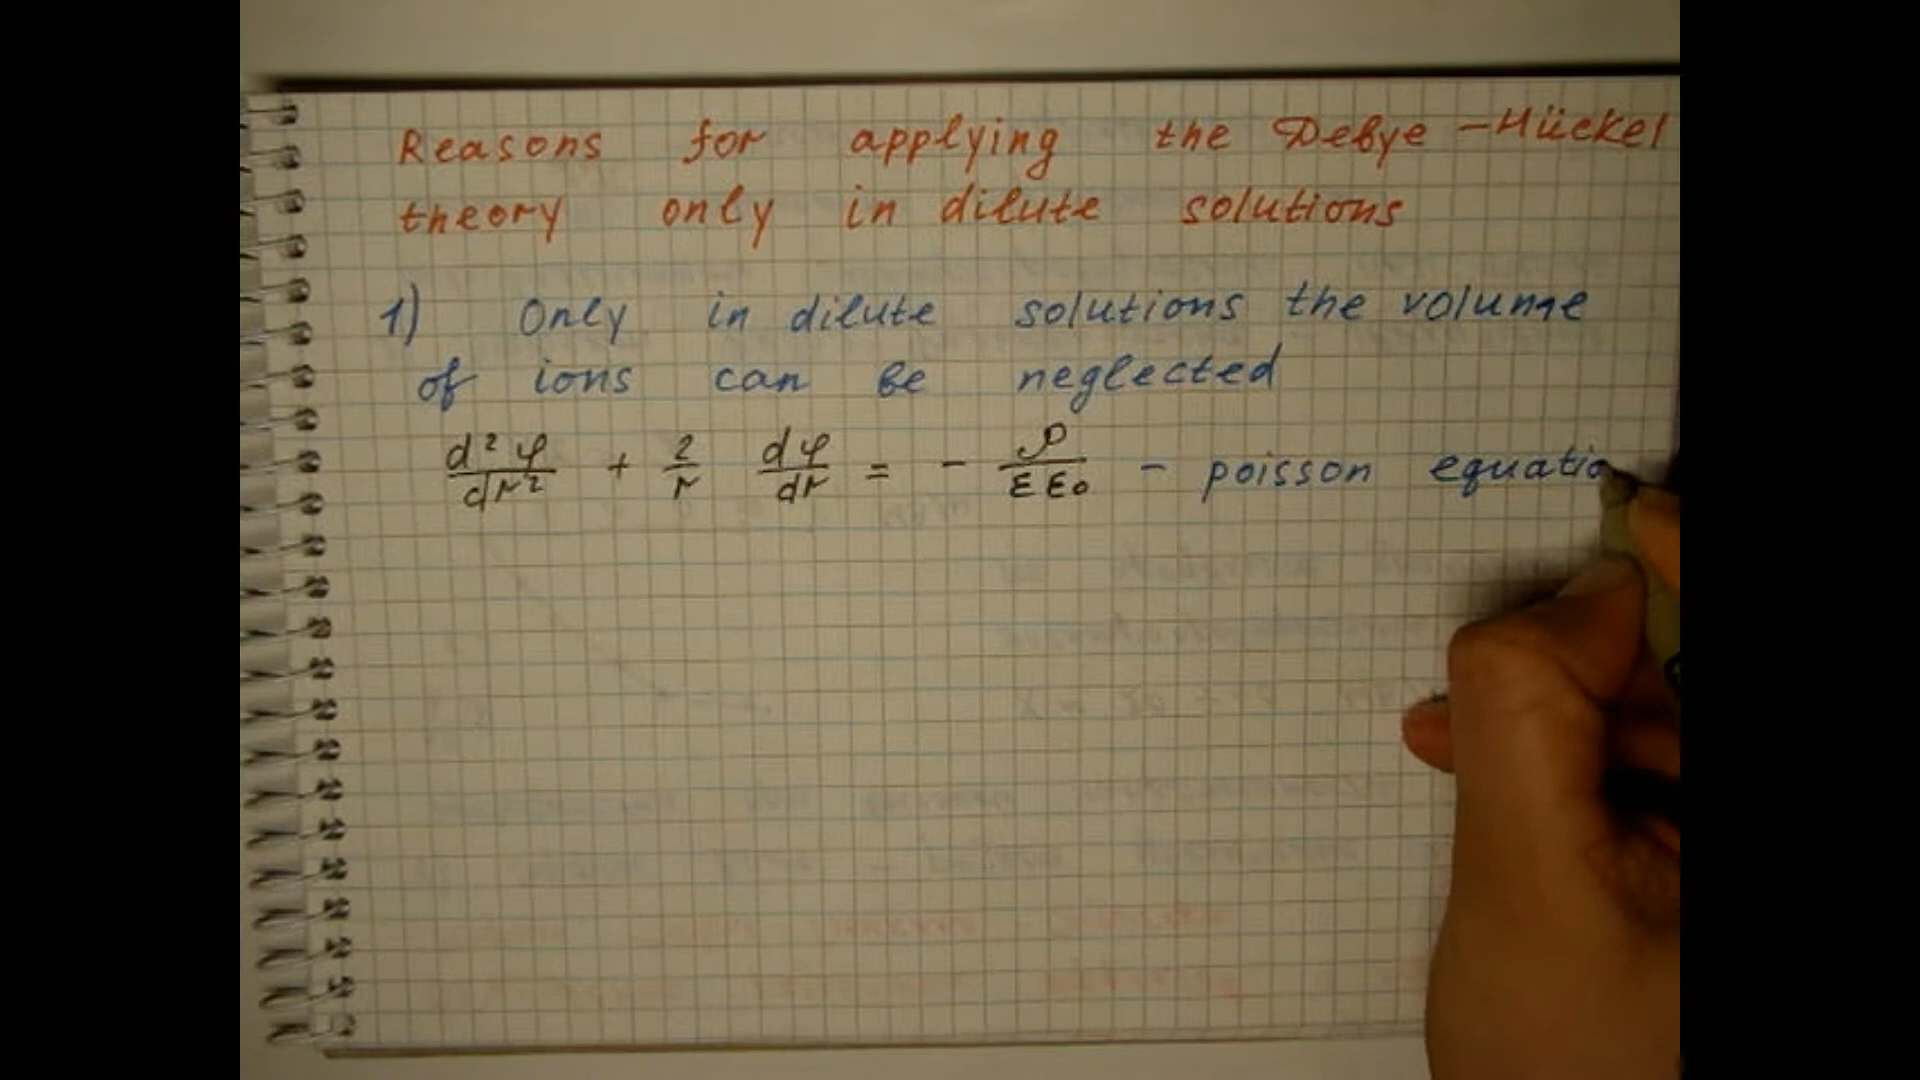 Reasons for applying the Debye-Hückel
theory only in dilute solutions
1) Only in dilute solutions the volume
of ions can be neglected
d²φ/dr² + 2/r dφ/dr = - ρ/εε₀ - poisson equatio